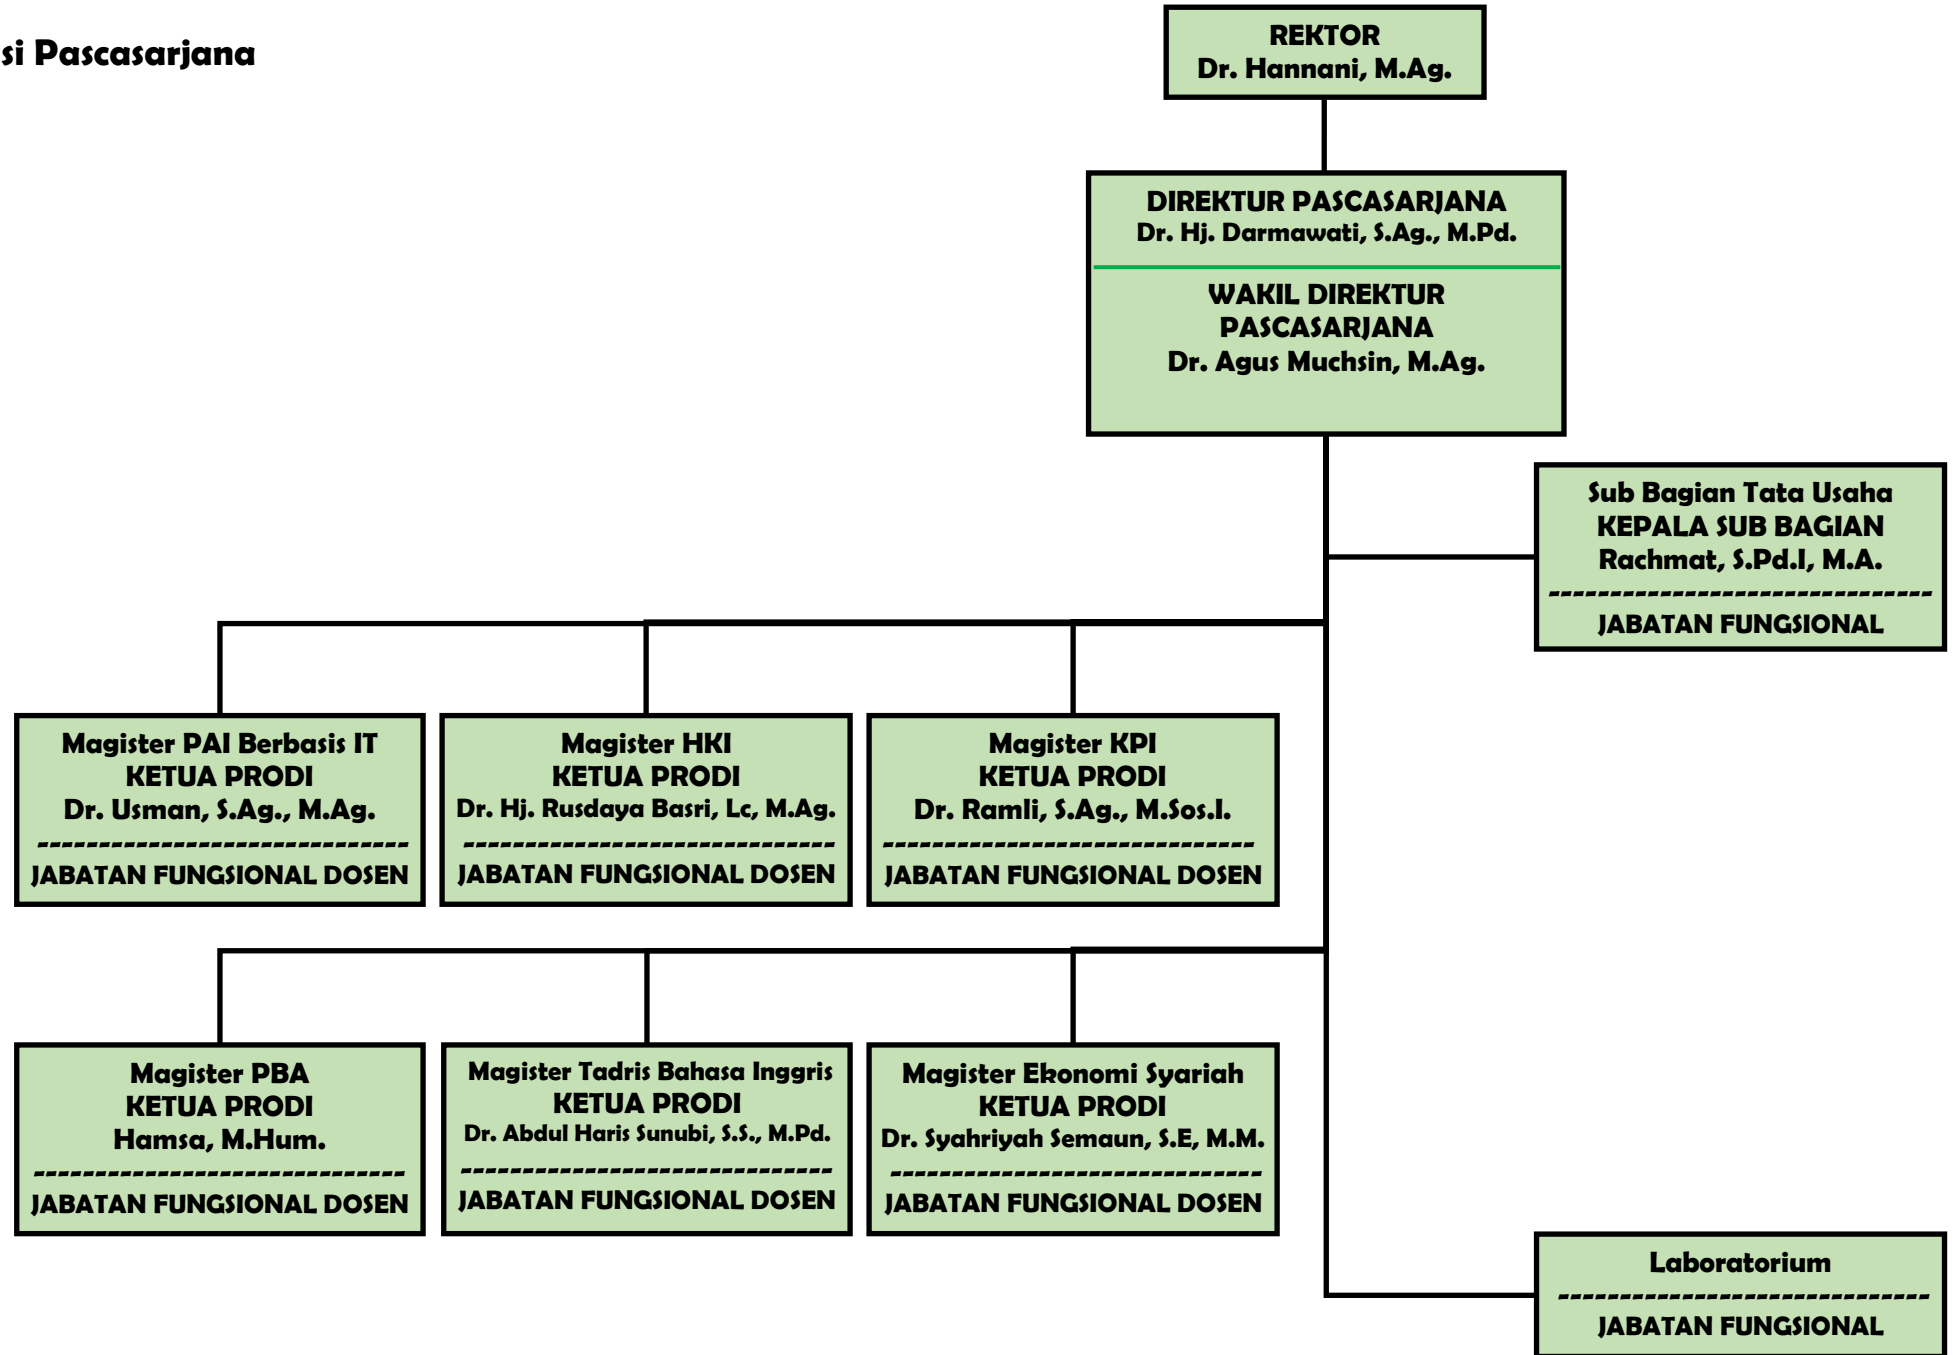 si Pascasarjana
REKTOR
Dr. Hannani, M.Ag.
DIREKTUR PASCASARJANA
Dr. Hj. Darmawati, S.Ag., M.Pd.
WAKIL DIREKTUR
PASCASARJANA
Dr. Agus Muchsin, M.Ag.
Sub Bagian Tata Usaha
KEPALA SUB BAGIAN
Rachmat, S.Pd.I, M.A.
-------------------------------
JABATAN FUNGSIONAL
Magister PAI Berbasis IT
KETUA PRODI
Dr. Usman, S.Ag., M.Ag.
------------------------------
JABATAN FUNGSIONAL DOSEN
Magister HKI
KETUA PRODI
Dr. Hj. Rusdaya Basri, Lc, M.Ag.
------------------------------
JABATAN FUNGSIONAL DOSEN
Magister KPI
KETUA PRODI
Dr. Ramli, S.Ag., M.Sos.I.
------------------------------
JABATAN FUNGSIONAL DOSEN
Magister PBA
KETUA PRODI
Hamsa, M.Hum.
------------------------------
JABATAN FUNGSIONAL DOSEN
Magister Tadris Bahasa Inggris
KETUA PRODI
Dr. Abdul Haris Sunubi, S.S., M.Pd.
------------------------------
JABATAN FUNGSIONAL DOSEN
Magister Ekonomi Syariah
KETUA PRODI
Dr. Syahriyah Semaun, S.E, M.M.
------------------------------
JABATAN FUNGSIONAL DOSEN
Laboratorium
------------------------------
JABATAN FUNGSIONAL